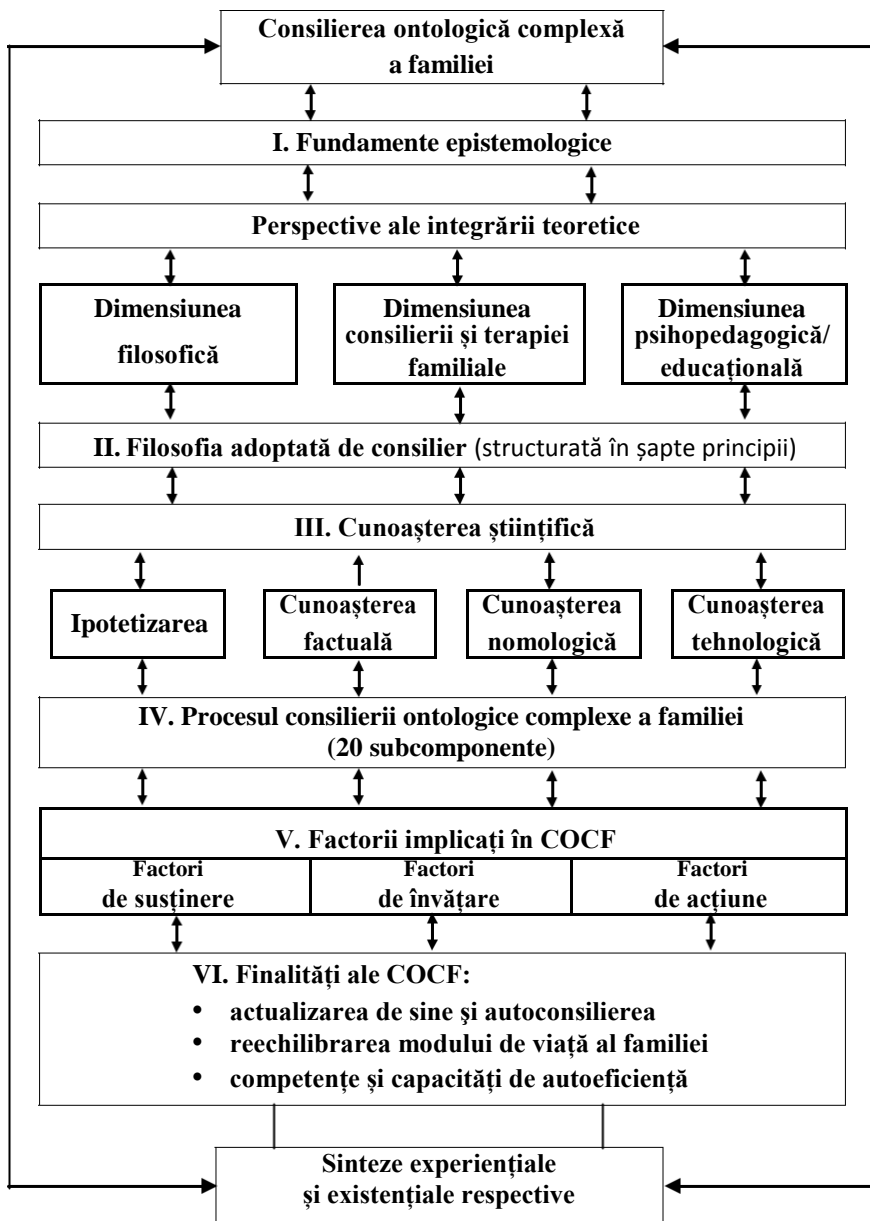 Consilierea ontologică complexă
a familiei
I. Fundamente epistemologice
Perspective ale integrării teoretice
Dimensiunea
filosofică
Dimensiunea
consilierii și terapiei
familiale
Dimensiunea
psihopedagogică/
educațională
II. Filosofia adoptată de consilier (structurată în șapte principii)
III. Cunoașterea științifică
Ipotetizarea
Cunoașterea
factuală
Cunoașterea
nomologică
Cunoașterea
tehnologică
IV. Procesul consilierii ontologice complexe a familiei
(20 subcomponente)
V. Factorii implicați în COCF
Factori
de susținere
Factori
de învățare
Factori
de acțiune
VI. Finalități ale COCF:
• actualizarea de sine şi autoconsilierea
• reechilibrarea modului de viață al familiei
• competențe și capacități de autoeficiență
Sinteze experiențiale
și existențiale respective